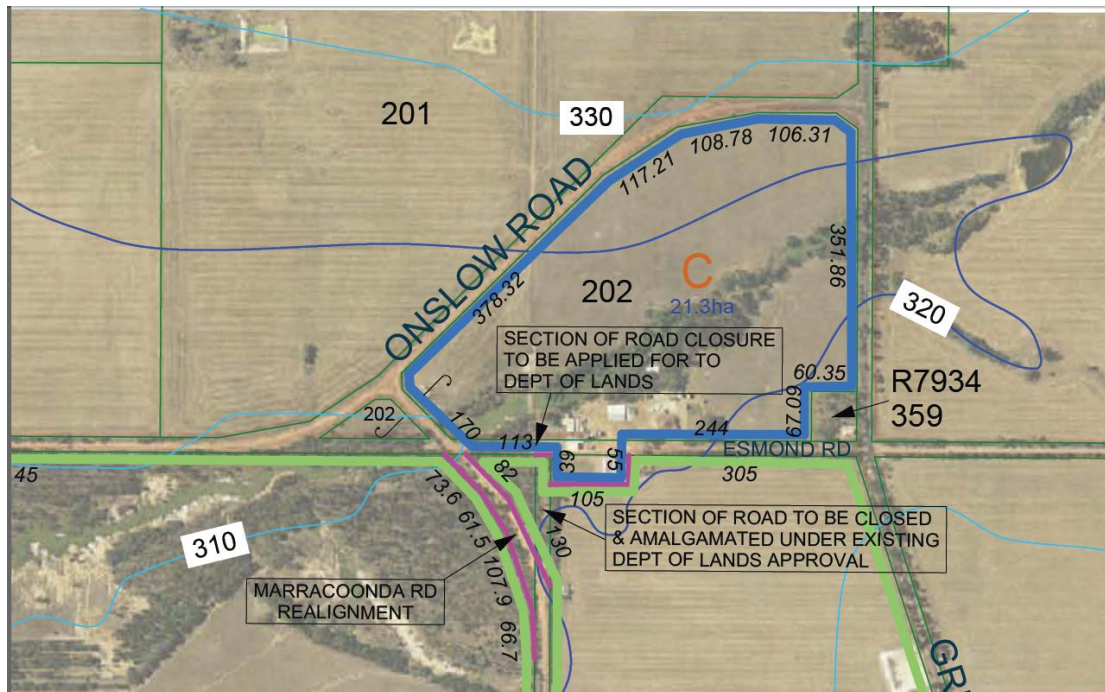 201
330
108.78
106.31
117.21
ONSLOW ROAD
378.32
351.86
C
21.3ha
202
320
SECTION OF ROAD CLOSURE
TO BE APPLIED FOR TO
DEPT OF LANDS
60.35
R7934
359
60.79
202
170
113
244
ESMOND RD
39
55
45
82
105
305
73.6
61.5
107.9
66.7
130
310
SECTION OF ROAD TO BE CLOSED
& AMALGAMATED UNDER EXISTING
DEPT OF LANDS APPROVAL
MARRACOONDA RD
REALIGNMENT